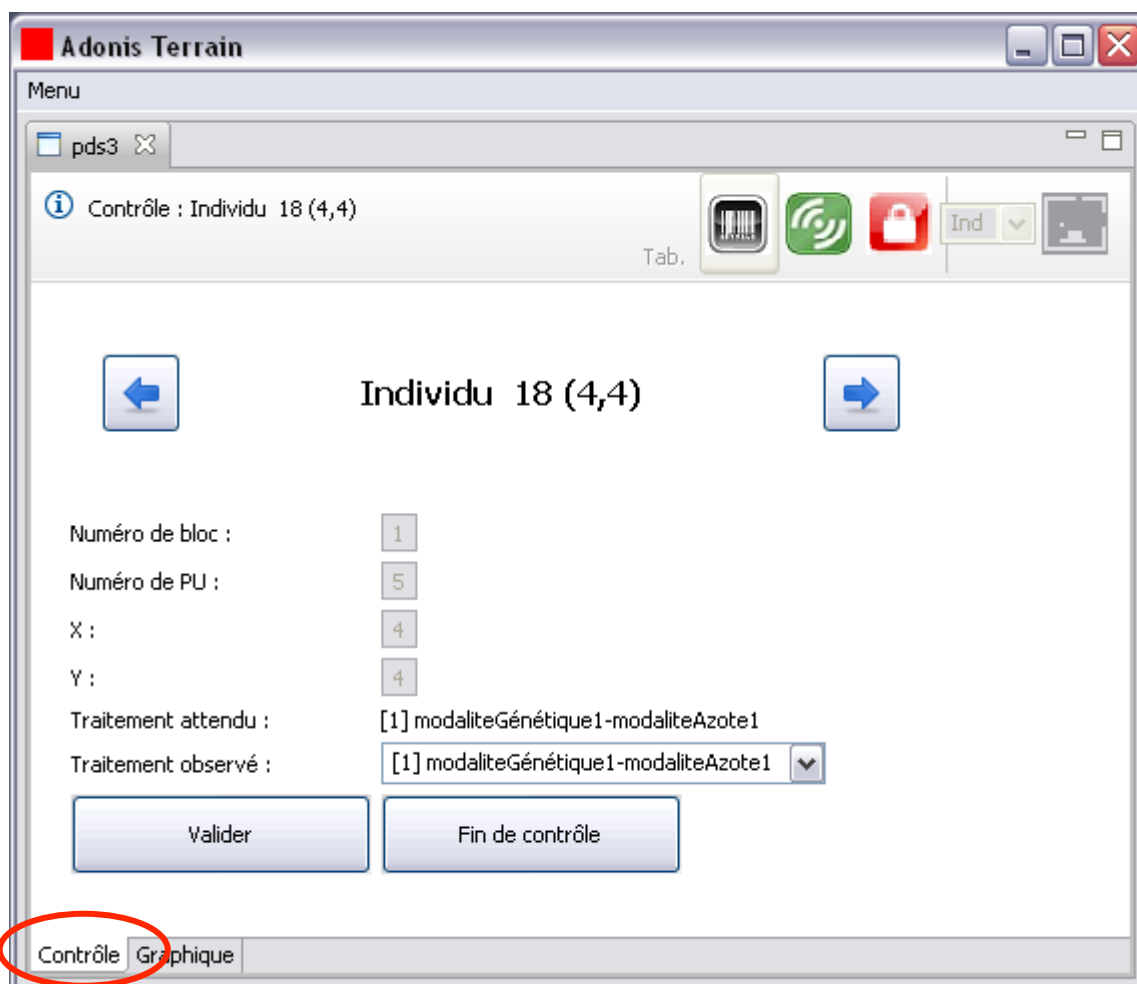 Adonis Terrain
Menu
pds3
Contrôle : Individu 18 (4,4)
Tab.
Ind
Individu 18 (4,4)
Numéro de bloc : 1
Numéro de PU : 5
X : 4
Y : 4
Traitement attendu : [1] modaliteGénétique1-modaliteAzote1
Traitement observé : [1] modaliteGénétique1-modaliteAzote1
Valider Fin de contrôle
Contrôle Graphique